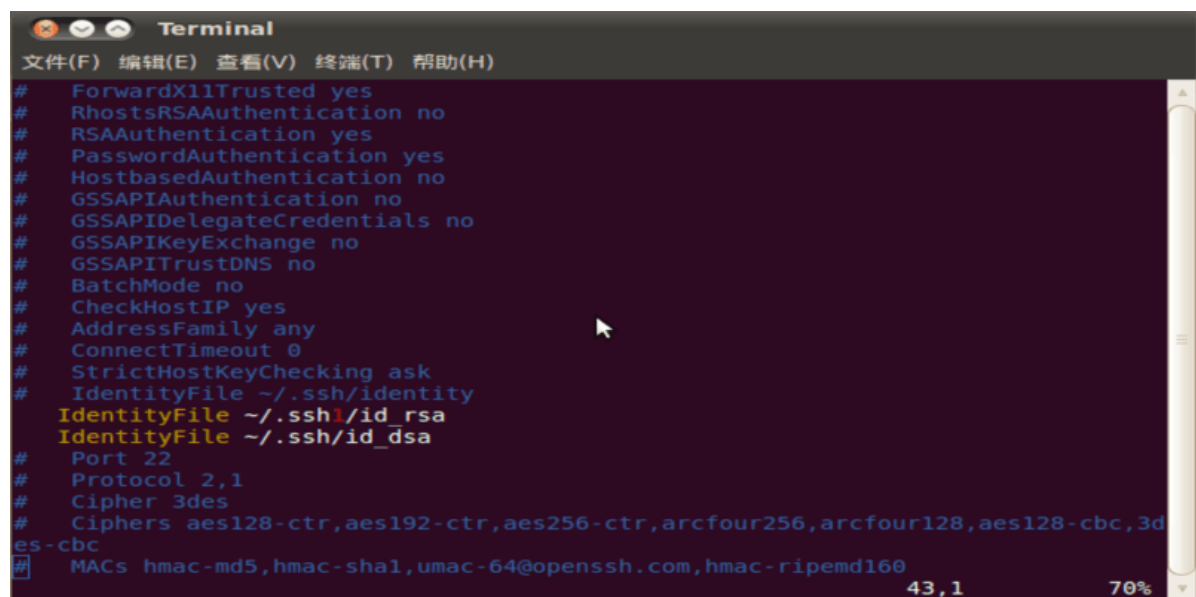 Terminal
文件(F) 编辑(E) 查看(V) 终端(T) 帮助(H)
#   ForwardX11Trusted yes
#   RhostsRSAAuthentication no
#   RSAAuthentication yes
#   PasswordAuthentication yes
#   HostbasedAuthentication no
#   GSSAPIAuthentication no
#   GSSAPIDelegateCredentials no
#   GSSAPIKeyExchange no
#   GSSAPITrustDNS no
#   BatchMode no
#   CheckHostIP yes
#   AddressFamily any
#   ConnectTimeout 0
#   StrictHostKeyChecking ask
#   IdentityFile ~/.ssh/identity
   IdentityFile ~/.ssh1/id_rsa
   IdentityFile ~/.ssh/id_dsa
#   Port 22
#   Protocol 2,1
#   Cipher 3des
#   Ciphers aes128-ctr,aes192-ctr,aes256-ctr,arcfour256,arcfour128,aes128-cbc,3d
es-cbc
#   MACs hmac-md5,hmac-sha1,umac-64@openssh.com,hmac-ripemd160
43,1 70%